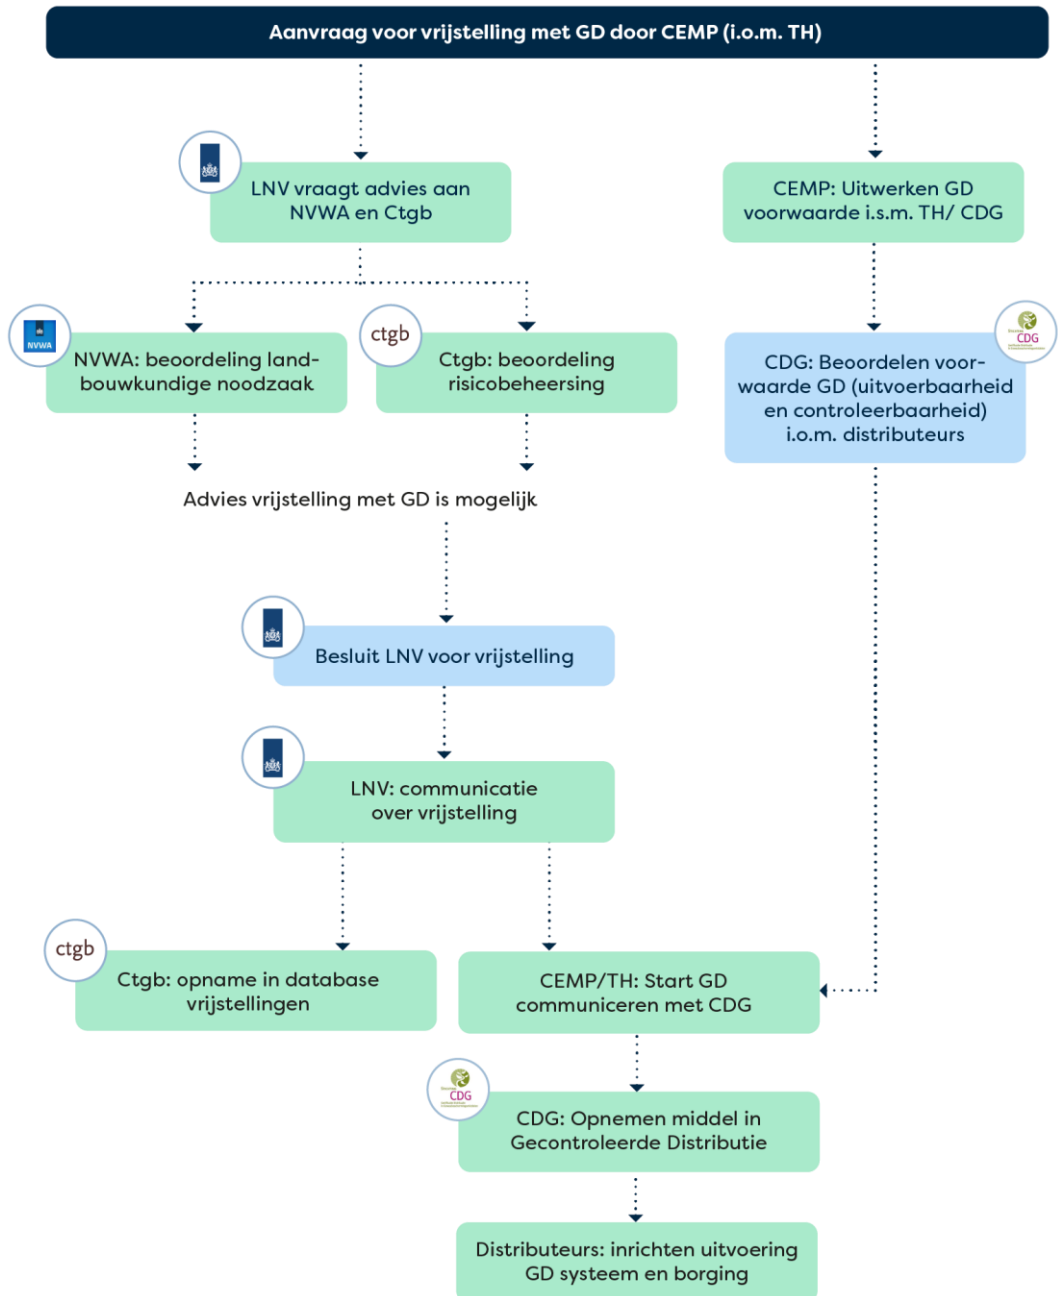 Aanvraag voor vrijstelling met GD door CEMP (i.o.m. TH)
LNV vraagt advies aan
NVWA en Ctgb
CEMP: Uitwerken GD
voorwaarde i.s.m. TH/ CDG
NVWA
NVWA: beoordeling land-
bouwkundige noodzaak
ctgb
Ctgb: beoordeling
risicobeheersing
CDG
CDG: Beoordelen voor-
waarde GD (uitvoerbaarheid
en controleerbaarheid)
i.o.m. distributeurs
Advies vrijstelling met GD is mogelijk
Besluit LNV voor vrijstelling
LNV: communicatie
over vrijstelling
ctgb
Ctgb: opname in database
vrijstellingen
CEMP/TH: Start GD
communiceren met CDG
CDG
CDG: Opnemen middel in
Gecontroleerde Distributie
Distributeurs: inrichten uitvoering
GD systeem en borging